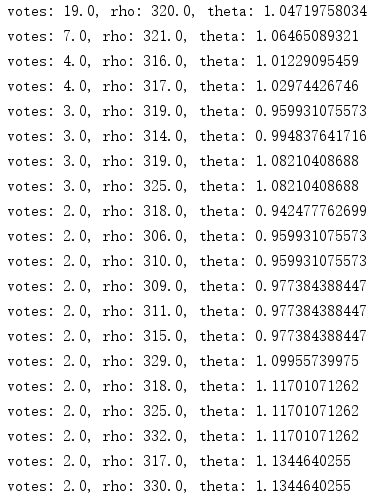 votes: 19.0, rho: 320.0, theta: 1.04719758034
votes: 7.0, rho: 321.0, theta: 1.06465089321
votes: 4.0, rho: 316.0, theta: 1.01229095459
votes: 4.0, rho: 317.0, theta: 1.02974426746
votes: 3.0, rho: 319.0, theta: 0.959931075573
votes: 3.0, rho: 314.0, theta: 0.994837641716
votes: 3.0, rho: 319.0, theta: 1.08210408688
votes: 3.0, rho: 325.0, theta: 1.08210408688
votes: 2.0, rho: 318.0, theta: 0.942477762699
votes: 2.0, rho: 306.0, theta: 0.959931075573
votes: 2.0, rho: 310.0, theta: 0.959931075573
votes: 2.0, rho: 309.0, theta: 0.977384388447
votes: 2.0, rho: 311.0, theta: 0.977384388447
votes: 2.0, rho: 315.0, theta: 0.977384388447
votes: 2.0, rho: 329.0, theta: 1.09955739975
votes: 2.0, rho: 318.0, theta: 1.11701071262
votes: 2.0, rho: 325.0, theta: 1.11701071262
votes: 2.0, rho: 332.0, theta: 1.11701071262
votes: 2.0, rho: 317.0, theta: 1.1344640255
votes: 2.0, rho: 330.0, theta: 1.1344640255